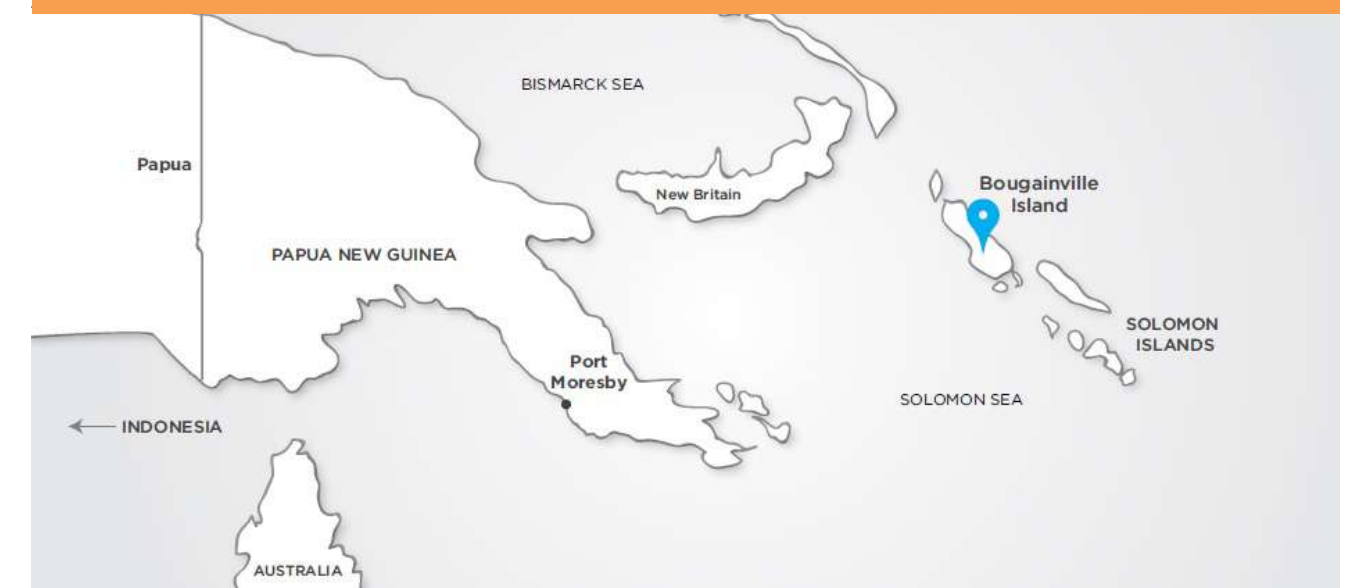 BISMARCK SEA
Papua
New Britain
Bougainville
Island
PAPUA NEW GUINEA
SOLOMON
ISLANDS
Port
Moresby
SOLOMON SEA
INDONESIA
AUSTRALIA